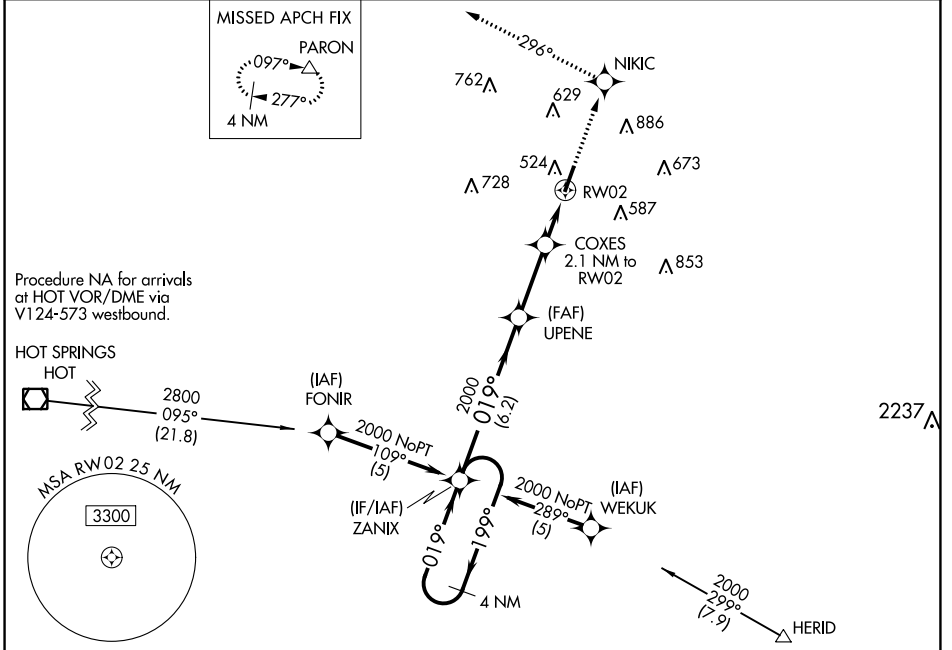 MISSED APCH FIX
PARON
097°
277°
4 NM
296°
NIKIC
762
629
886
524
673
728
RW02
587
COXES
2.1 NM to
RW02
853
Procedure NA for arrivals
at HOT VOR/DME via
V124-573 westbound.
(FAF)
UPENE
HOT SPRINGS
HOT
2800
095°
(21.8)
(IAF)
FONIR
2000
019°
(6.2)
2237
2000 NoPT
109°
(5)
MSA RW02 25 NM
3300
(IF/IAF)
ZANIX
2000 NoPT
289°
(5)
(IAF)
WEKUK
019°
199°
4 NM
2000
299°
(7.9)
HERID